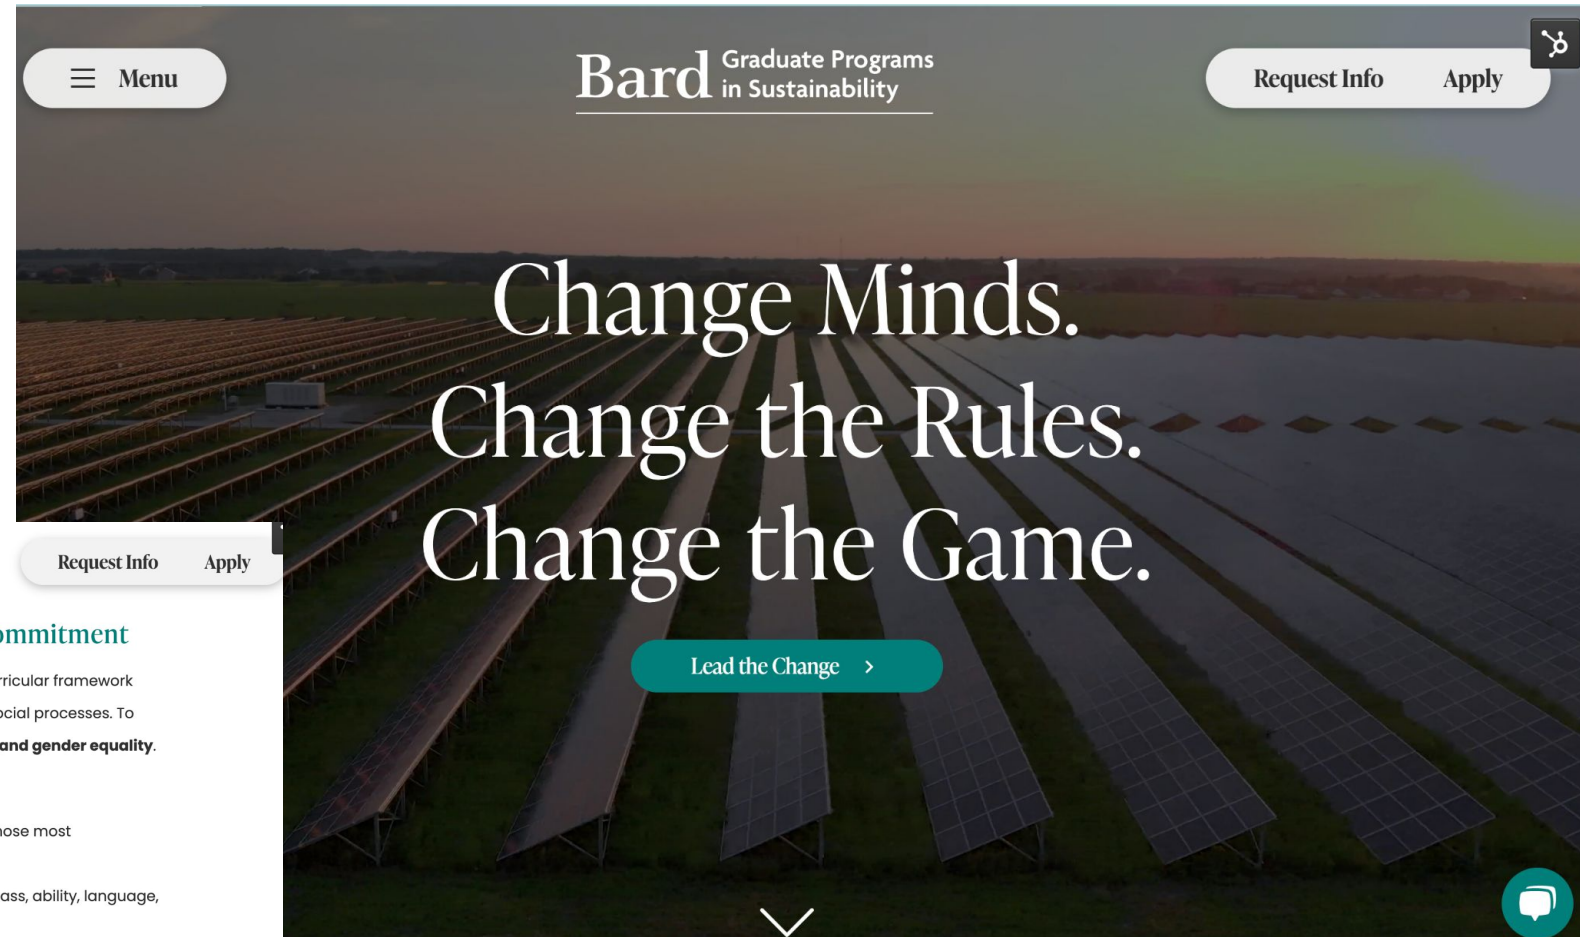 Menu
Bard Graduate Programs
in Sustainability
Request Info Apply
Change Minds.
Change the Rules.
Change the Game.
Lead the Change
Request Info Apply
ommitment
rricular framework
ocial processes. To
and gender equality.
nose most
ass, ability, language,